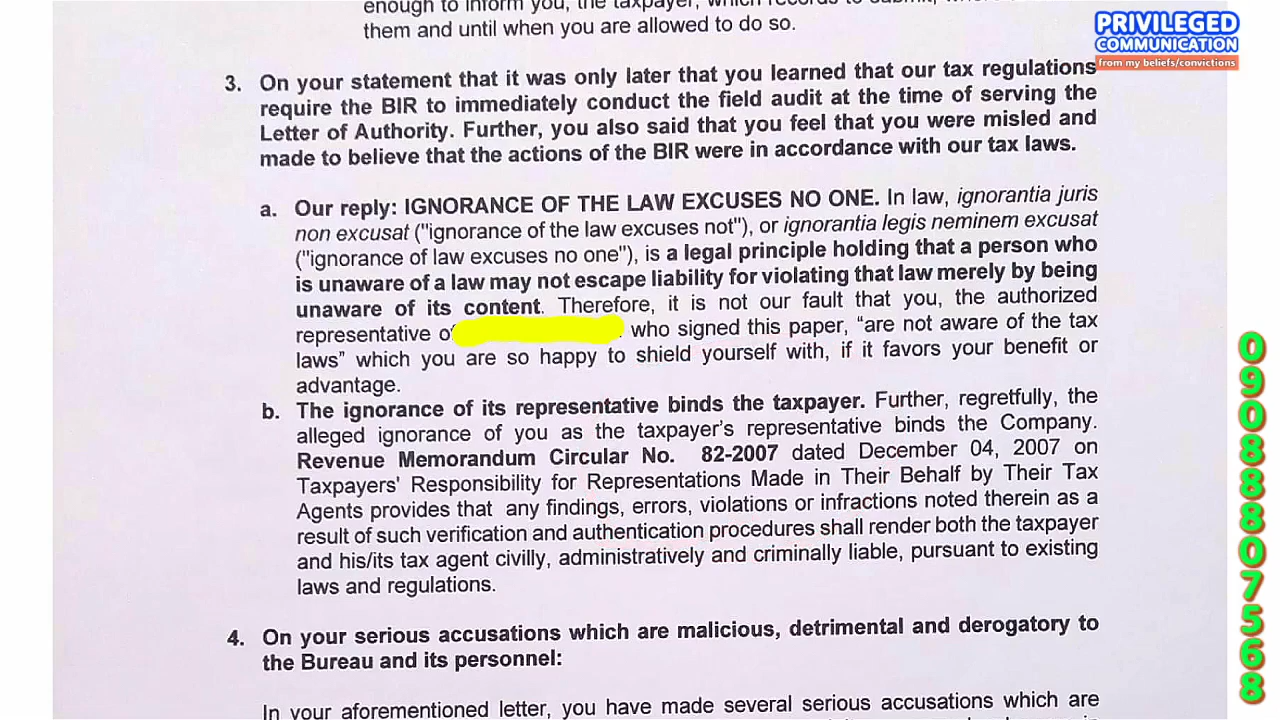 enough to inform you, the taxpayer, which records to submit,
them and until when you are allowed to do so.
PRIVILEGED
COMMUNICATION
from my beliefs/convictions
3. On your statement that it was only later that you learned that our tax regulations
require the BIR to immediately conduct the field audit at the time of serving the
Letter of Authority. Further, you also said that you feel that you were misled and
made to believe that the actions of the BIR were in accordance with our tax laws.
a. Our reply: IGNORANCE OF THE LAW EXCUSES NO ONE. In law, ignorantia juris
non excusat ("ignorance of the law excuses not"), or ignorantia legis neminem excusat
("ignorance of law excuses no one"), is a legal principle holding that a person who
is unaware of a law may not escape liability for violating that law merely by being
unaware of its content. Therefore, it is not our fault that you, the authorized
representative of who signed this paper, “are not aware of the tax
laws” which you are so happy to shield yourself with, if it favors your benefit or
advantage.
b. The ignorance of its representative binds the taxpayer. Further, regretfully, the
alleged ignorance of you as the taxpayer's representative binds the Company.
Revenue Memorandum Circular No. 82-2007 dated December 04, 2007 on
Taxpayers' Responsibility for Representations Made in Their Behalf by Their Tax
Agents provides that any findings, errors, violations or infractions noted therein as a
result of such verification and authentication procedures shall render both the taxpayer
and his/its tax agent civilly, administratively and criminally liable, pursuant to existing
laws and regulations.
4. On your serious accusations which are malicious, detrimental and derogatory to
the Bureau and its personnel:
In your aforementioned letter, you have made several serious accusations which are
09088807568